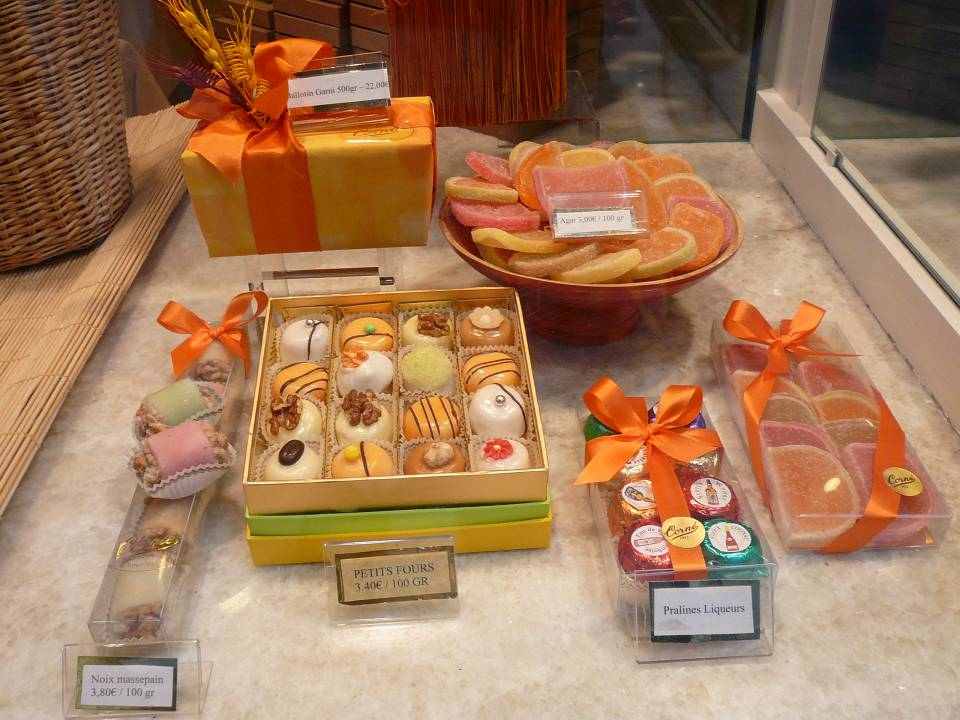 Ballotin Garni 500gr – 22,00€
Agar 3,00€ / 100 gr
PETITS FOURS
3.40€ / 100 GR
Corné
Corné
Pralines Liqueurs
Noix massepain
3,80€ / 100 gr